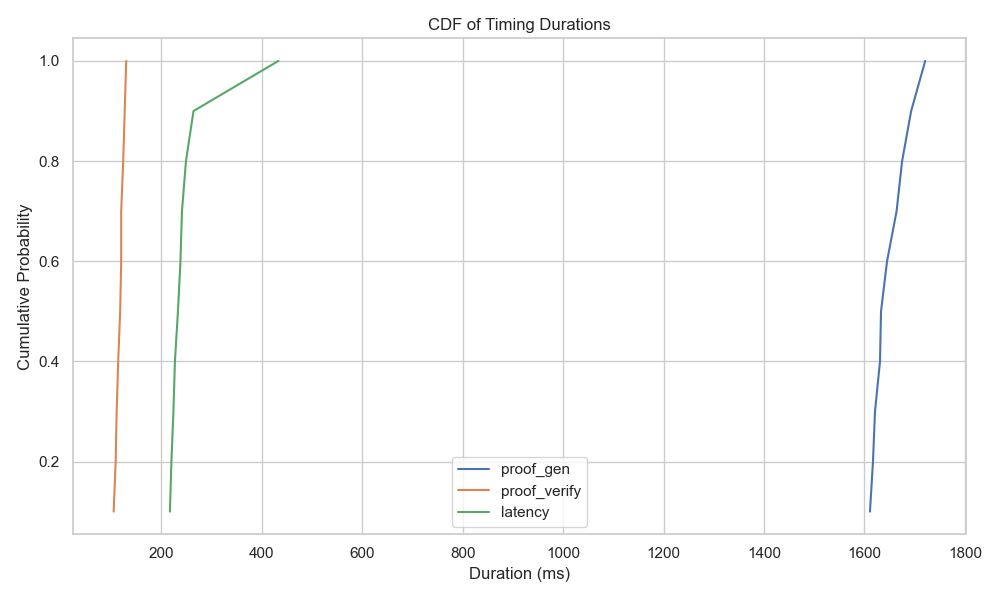 CDF of Timing Durations
Cumulative Probability
1.0
0.8
0.6
0.4
0.2
proof_gen
proof_verify
latency
200 400 600 800 1000 1200 1400 1600 1800
Duration (ms)